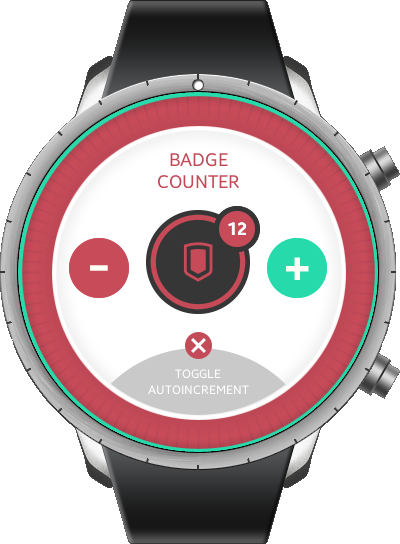 BADGE
COUNTER
12
- +
TOGGLE
AUTOINCREMENT